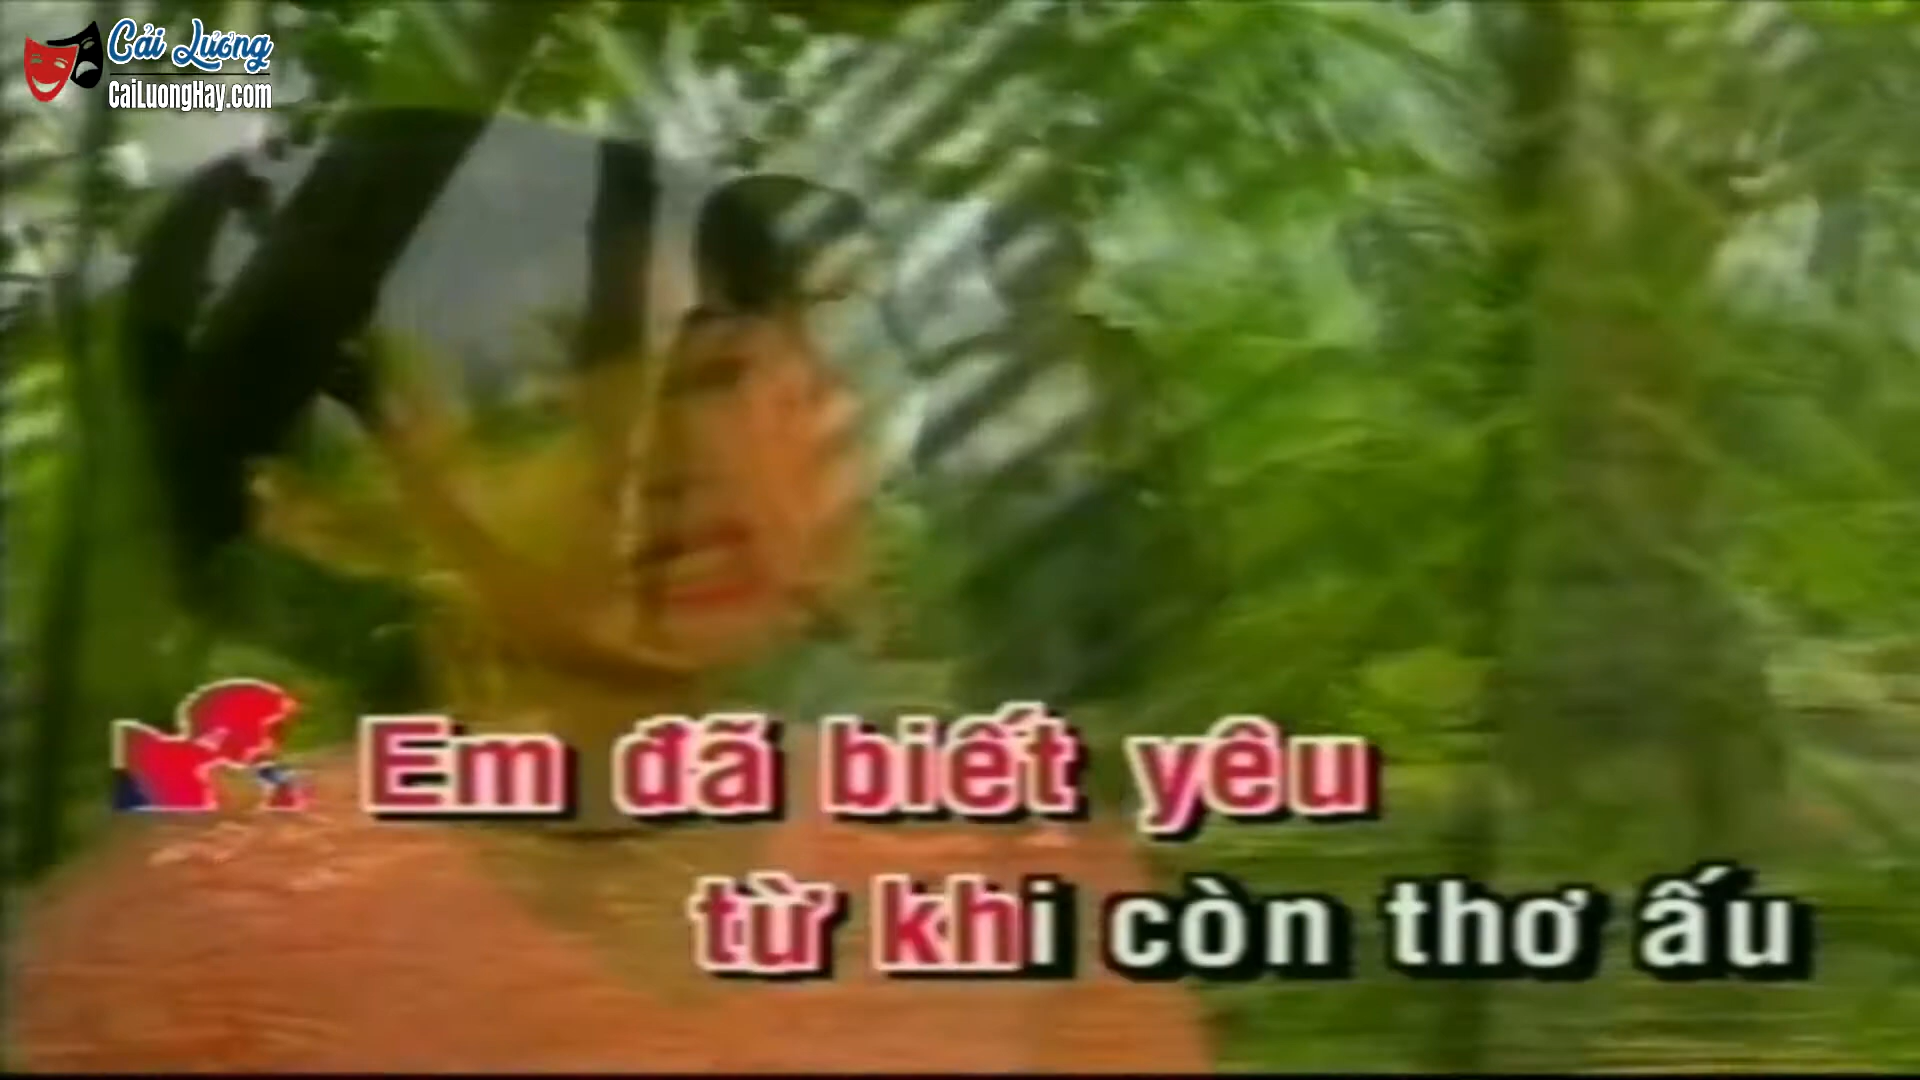 Cải Lương
CaiLuongHay.com
Em đã biết yêu
từ khi còn thơ ấu